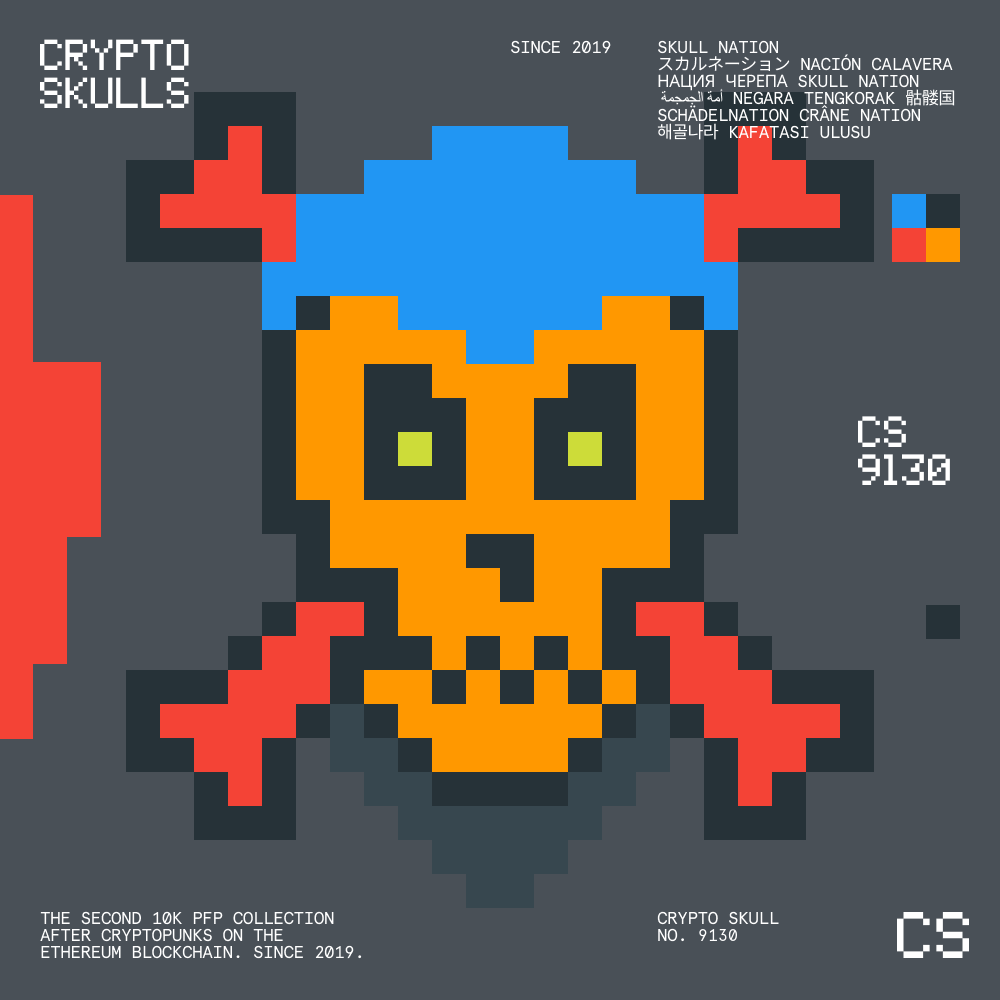 CRYPTO
SKULLS
SINCE 2019
SKULL NATION
スカルネーション NACIÓN CALAVERA
НАЦИЯ ЧЕРЕПА SKULL NATION
أمة الجمجمة NEGARA TENGKORAK 骷髅国
SCHÄDELNATION CRÂNE NATION
해골나라 KAFATASI ULUSU
CS
9130
THE SECOND 10K PFP COLLECTION
AFTER CRYPTOPUNKS ON THE
ETHEREUM BLOCKCHAIN. SINCE 2019.
CRYPTO SKULL
NO. 9130
CS